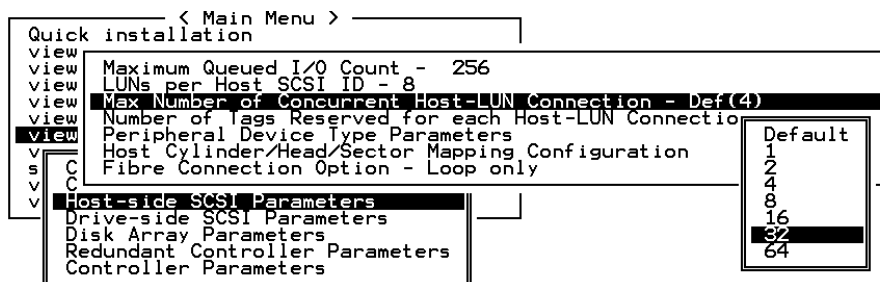 < Main Menu >
Quick installation
view
view
view
view
view
v
s
v
v
Maximum Queued I/O Count - 256
LUNs per Host SCSI ID - 8
Max Number of Concurrent Host-LUN Connection - Def(4)
Number of Tags Reserved for each Host-LUN Connectio
Peripheral Device Type Parameters
Host Cylinder/Head/Sector Mapping Configuration
Fibre Connection Option - Loop only
C
C
Host-side SCSI Parameters
Drive-side SCSI Parameters
Disk Array Parameters
Redundant Controller Parameters
Controller Parameters
Default
1
2
4
8
16
32
64